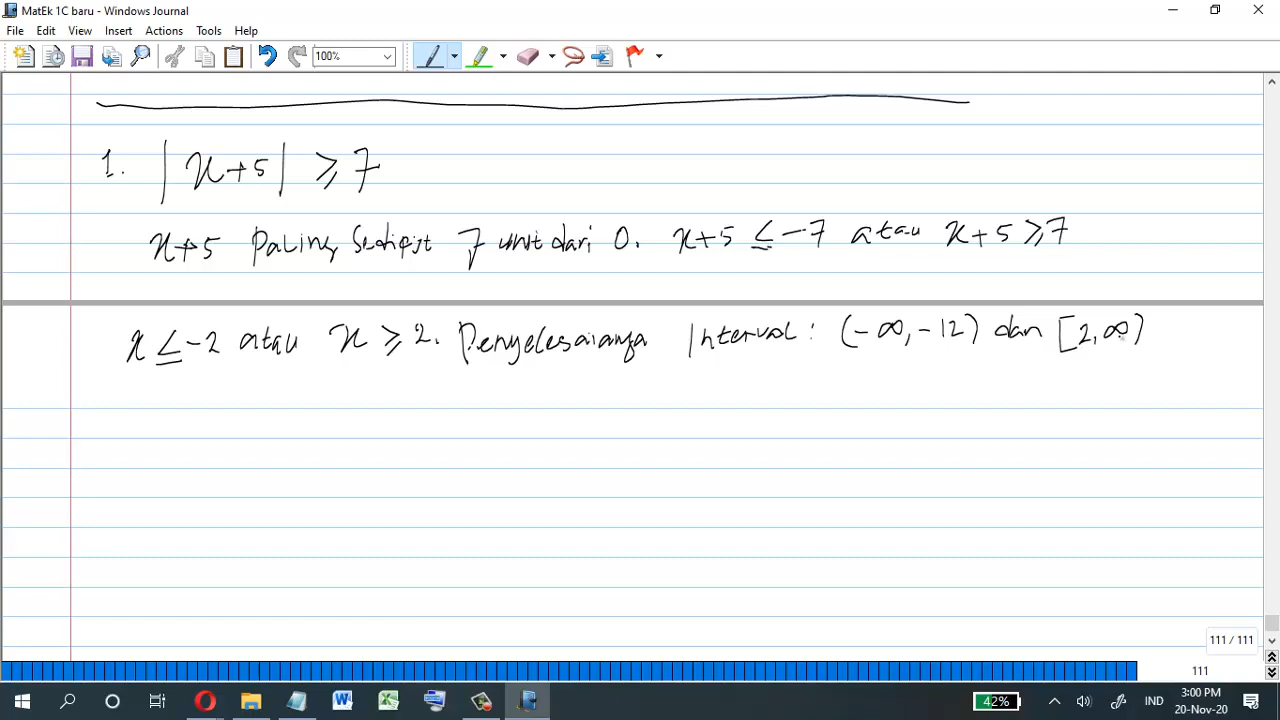 MatEk 1C baru - Windows Journal
File Edit View Insert Actions Tools Help
100%
1. |x+5| ≥ 7
x+5 Paling Sedikit 7 unit dari 0. x+5 ≤ -7 atau x+5 ≥ 7
x ≤ -2 atau x ≥ 2. Penyelesaianya Interval: (-∞, -12) dan [2, ∞)
111 / 111
111
42% IND 3:00 PM
20-Nov-20